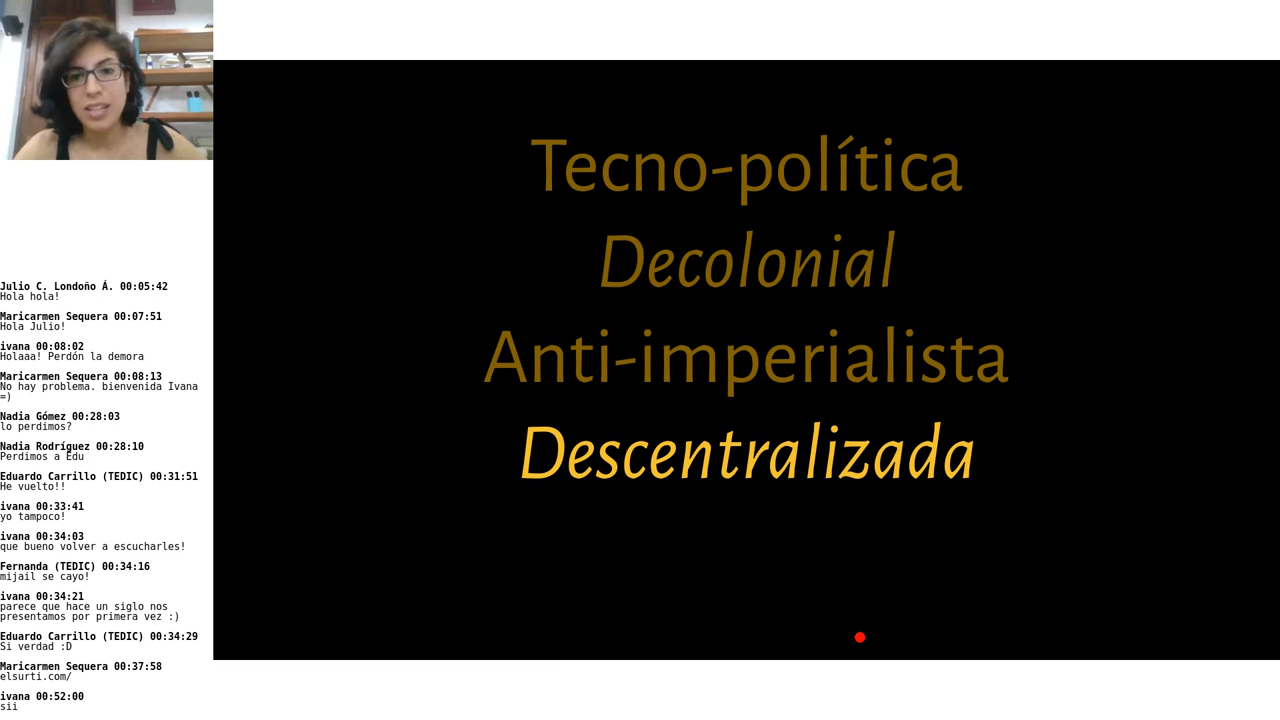 Tecno-política
Decolonial
Anti-imperialista
Descentralizada
Julio C. Londoño Á. 00:05:42
Hola hola!
Maricarmen Sequera 00:07:51
Hola Julio!
ivana 00:08:02
Holaaa! Perdón la demora
Maricarmen Sequera 00:08:13
No hay problema. bienvenida Ivana
=)
Nadia Gómez 00:28:03
lo perdimos?
Nadia Rodríguez 00:28:10
Perdimos a Edu
Eduardo Carrillo (TEDIC) 00:31:51
He vuelto!!
ivana 00:33:41
yo tampoco!
ivana 00:34:03
que bueno volver a escucharles!
Fernanda (TEDIC) 00:34:16
mijail se cayo!
ivana 00:34:21
parece que hace un siglo nos
presentamos por primera vez :)
Eduardo Carrillo (TEDIC) 00:34:29
Si verdad :D
Maricarmen Sequera 00:37:58
elsurti.com/
ivana 00:52:00
sii